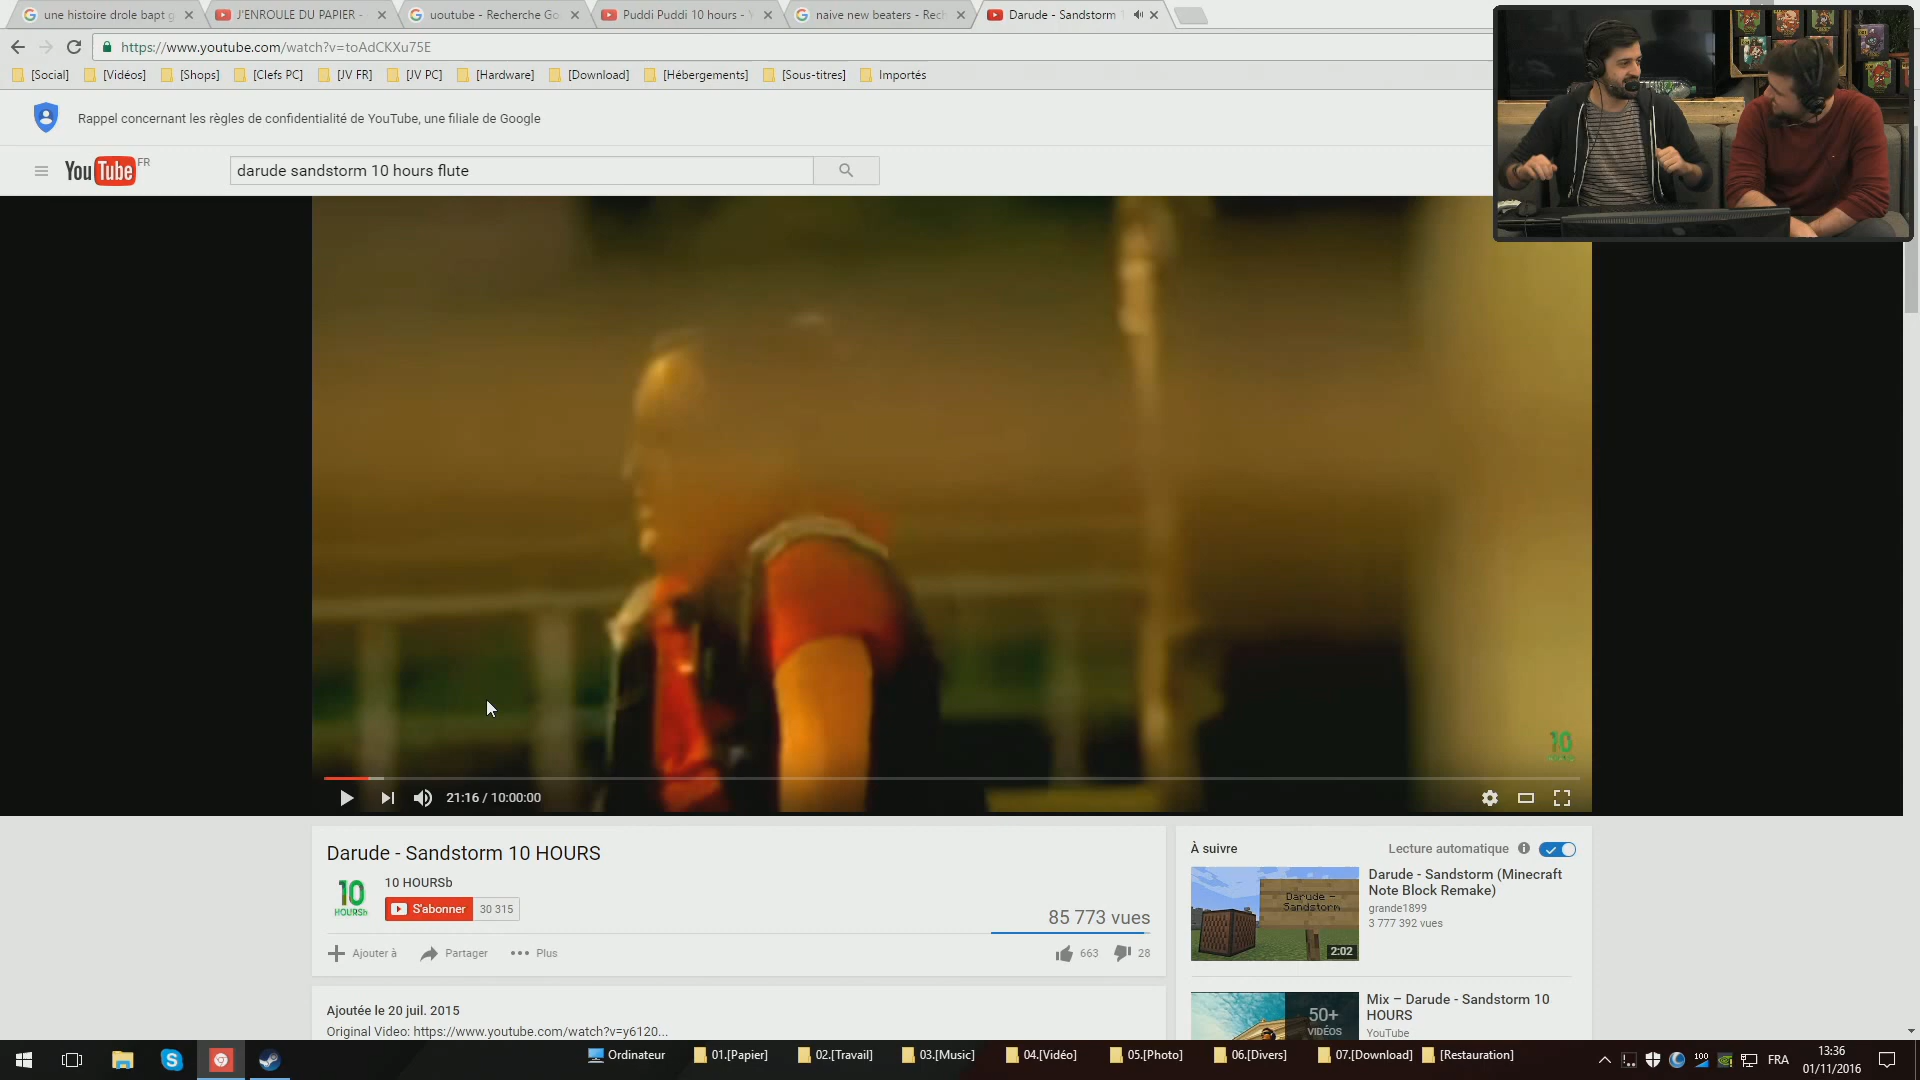 une histoire drole bapt g
J'ENROULE DU PAPIER -
uoutube - Recherche Go
Puddi Puddi 10 hours - Y
naive new beaters - Rech
Darude - Sandstorm 1
https://www.youtube.com/watch?v=toAdCKXu75E
[Social]
[Vidéos]
[Shops]
[Clefs PC]
[JV FR]
[JV PC]
[Hardware]
[Download]
[Hébergements]
[Sous-titres]
Importés
Rappel concernant les règles de confidentialité de YouTube, une filiale de Google
YouTube FR
darude sandstorm 10 hours flute
10
21:16 / 10:00:00
Darude - Sandstorm 10 HOURS
10 HOURSb
10 HOURSb
S'abonner
30 315
85 773 vues
Ajouter à
Partager
Plus
663
28
Ajoutée le 20 juil. 2015
Original Video: https://www.youtube.com/watch?v=y6120...
À suivre
Lecture automatique
Darude -
Sandstorm
2:02
Darude - Sandstorm (Minecraft
Note Block Remake)
grande1899
3 777 392 vues
50+
VIDÉOS
Mix – Darude - Sandstorm 10
HOURS
YouTube
Ordinateur
01.[Papier]
02.[Travail]
03.[Music]
04.[Vidéo]
05.[Photo]
06.[Divers]
07.[Download]
[Restauration]
100
FRA
13:36
01/11/2016